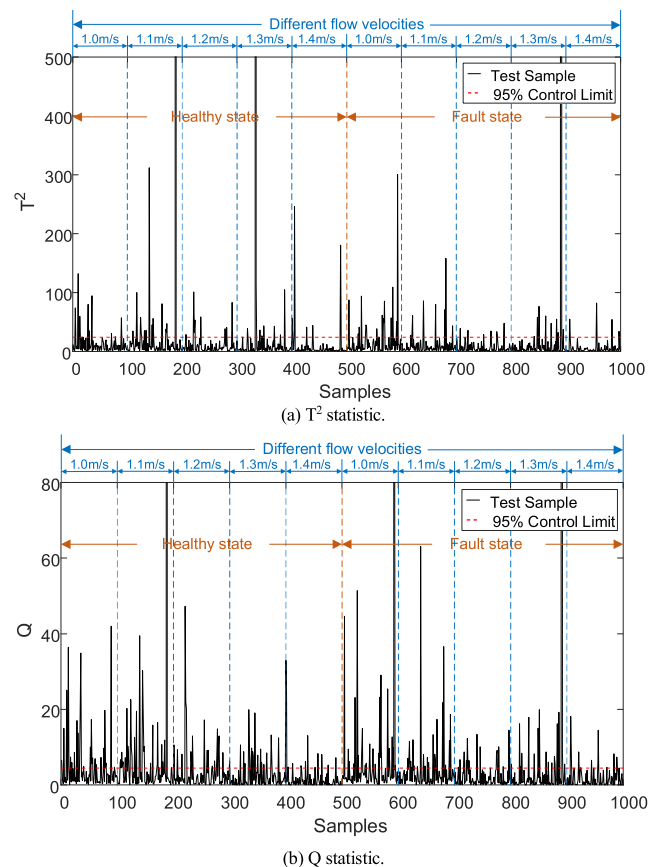 Different flow velocities
1.0m/s 1.1m/s 1.2m/s 1.3m/s 1.4m/s 1.0m/s 1.1m/s 1.2m/s 1.3m/s 1.4m/s
500
Test Sample
95% Control Limit
400
Healthy state Fault state
300
T²
200
100
0
0 100 200 300 400 500 600 700 800 900 1000
Samples
(a) T² statistic.
Different flow velocities
1.0m/s 1.1m/s 1.2m/s 1.3m/s 1.4m/s 1.0m/s 1.1m/s 1.2m/s 1.3m/s 1.4m/s
80
Test Sample
95% Control Limit
Healthy state Fault state
60
Q
40
20
0
0 100 200 300 400 500 600 700 800 900 1000
Samples
(b) Q statistic.